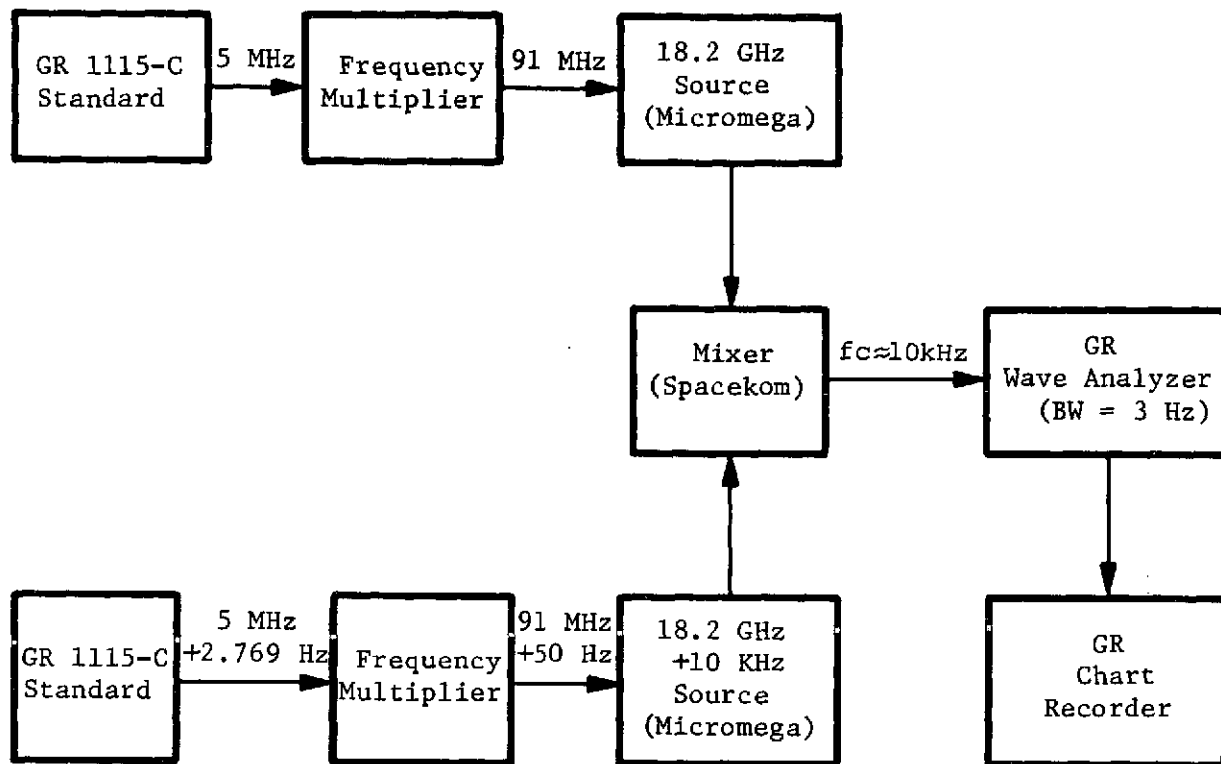 GR 1115-C
Standard
5 MHz
Frequency
Multiplier
91 MHz
18.2 GHz
Source
(Micromega)
Mixer
(Spacekom)
fc≈10kHz
GR
Wave Analyzer
(BW = 3 Hz)
GR 1115-C
Standard
5 MHz
+2.769 Hz
Frequency
Multiplier
91 MHz
+50 Hz
18.2 GHz
+10 KHz
Source
(Micromega)
GR
Chart
Recorder